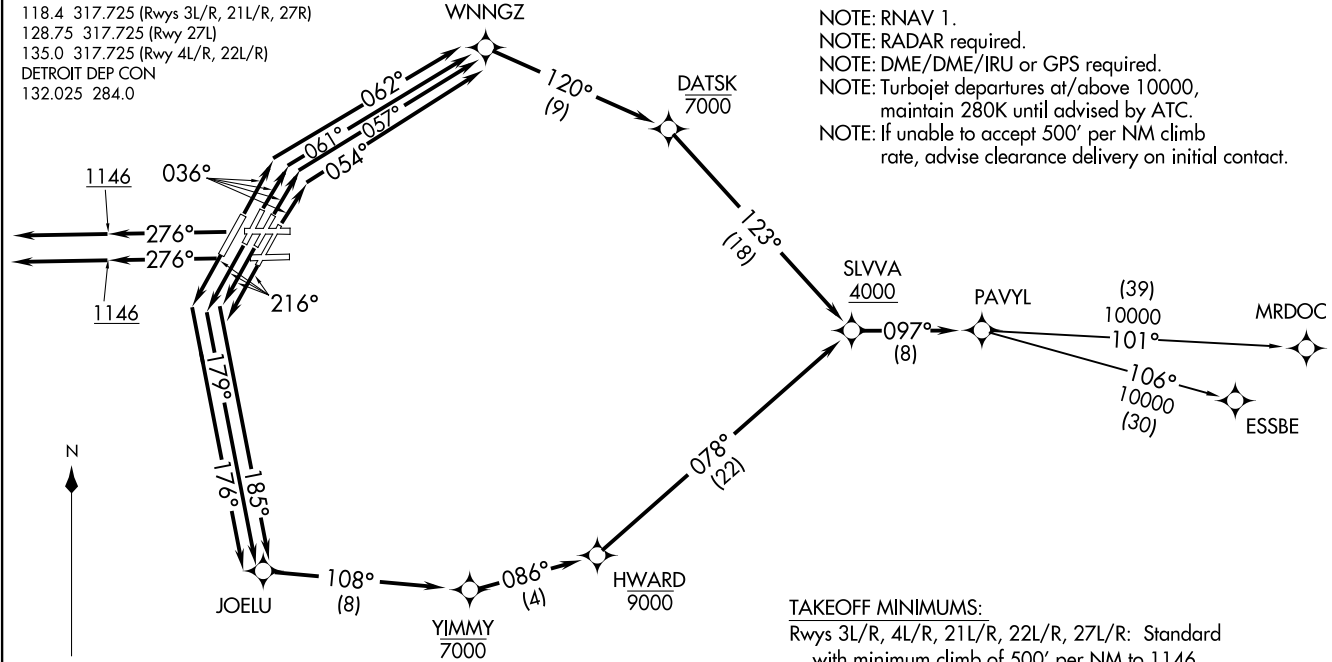 118.4 317.725 (Rwys 3L/R, 21L/R, 27R)
128.75 317.725 (Rwy 27L)
135.0 317.725 (Rwy 4L/R, 22L/R)
DETROIT DEP CON
132.025 284.0
WNNGZ
NOTE: RNAV 1.
NOTE: RADAR required.
NOTE: DME/DME/IRU or GPS required.
NOTE: Turbojet departures at/above 10000,
maintain 280K until advised by ATC.
NOTE: If unable to accept 500' per NM climb
rate, advise clearance delivery on initial contact.
120°
(9)
DATSK
7000
062°
061°
057°
054°
036°
1146
276°
276°
1146
216°
123°
(18)
SLVVA
4000
097°
(8)
PAVYL
(39)
10000
101°
MRDOC
106°
10000
(30)
ESSBE
179°
176°
185°
078°
(22)
N
JOELU
108°
(8)
YIMMY
7000
086°
(4)
HWARD
9000
TAKEOFF MINIMUMS:
Rwys 3L/R, 4L/R, 21L/R, 22L/R, 27L/R: Standard
with minimum climb of 500' per NM to 1146